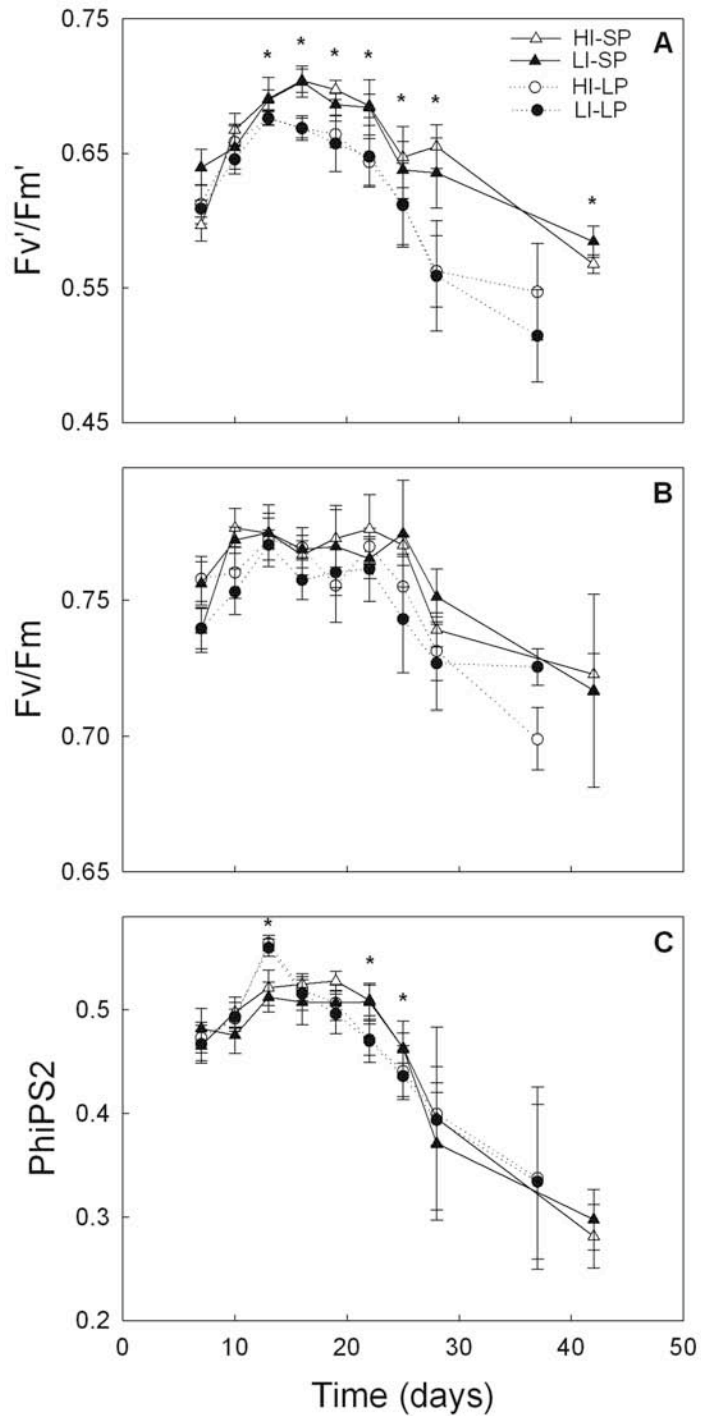 0.75
* * * *
* *
*
HI-SP
LI-SP
HI-LP
LI-LP
A
0.65
0.55
0.45
Fv'/Fm'
B
0.75
0.70
0.65
Fv/Fm
* * *
C
0.5
0.4
0.3
0.2
PhiPS2
0 10 20 30 40 50
Time (days)